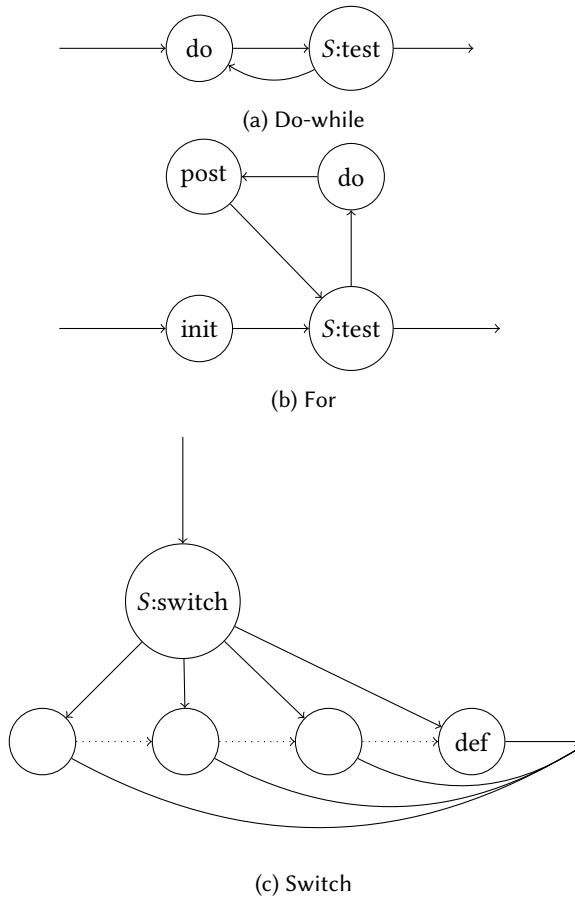 do S:test
(a) Do-while
post do
init S:test
(b) For
S:switch
def
(c) Switch